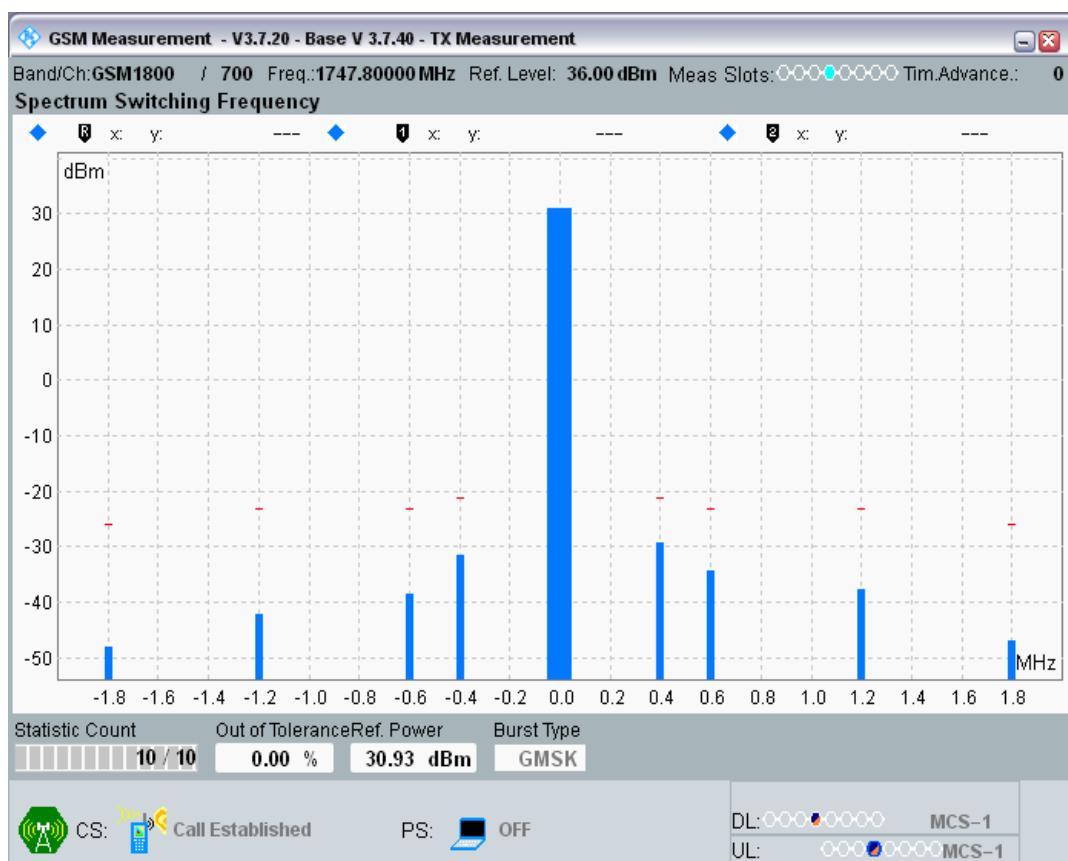 GSM Measurement - V3.7.20 - Base V 3.7.40 - TX Measurement
Band/Ch:GSM1800 / 700 Freq.:1747.80000 MHz Ref. Level: 36.00 dBm Meas Slots: Tim.Advance.: 0
Spectrum Switching Frequency
R x: y: --- 1 x: y: --- 2 x: y: ---
dBm
30
20
10
0
-10
-20
-30
-40
-50
MHz
-1.8 -1.6 -1.4 -1.2 -1.0 -0.8 -0.6 -0.4 -0.2 0.0 0.2 0.4 0.6 0.8 1.0 1.2 1.4 1.6 1.8
Statistic Count Out of Tolerance Ref. Power Burst Type
10 / 10 0.00 % 30.93 dBm GMSK
CS: Call Established PS: OFF
DL: MCS-1
UL: MCS-1